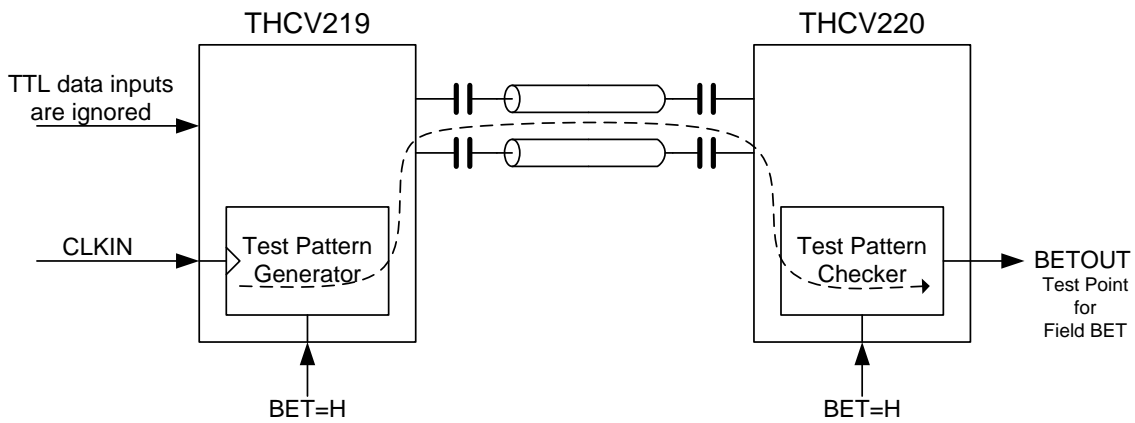 THCV219
THCV220
TTL data inputs
are ignored
CLKIN
Test Pattern
Generator
Test Pattern
Checker
BETOUT
Test Point
for
Field BET
BET=H
BET=H